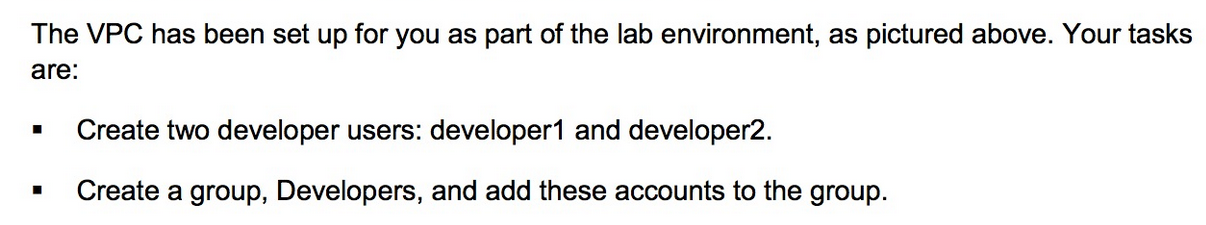 The VPC has been set up for you as part of the lab environment, as pictured above. Your tasks
are:
▪ Create two developer users: developer1 and developer2.
▪ Create a group, Developers, and add these accounts to the group.